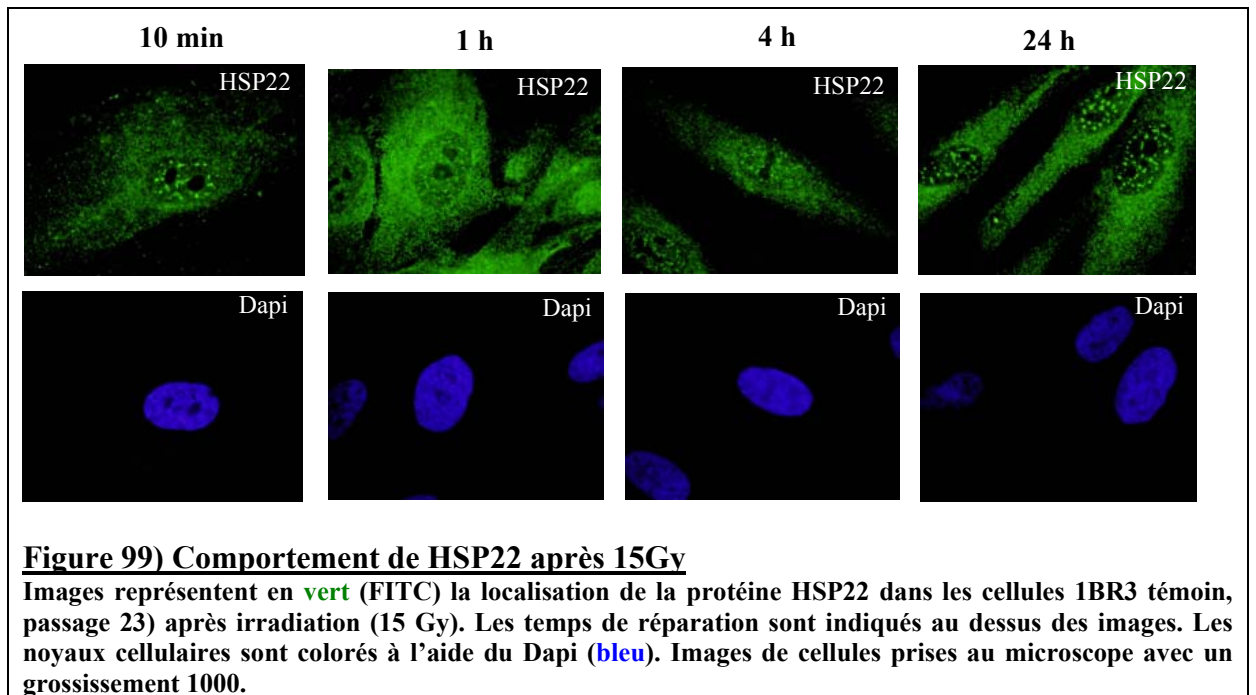 10 min 1 h 4 h 24 h
HSP22 HSP22 HSP22 HSP22
Dapi Dapi Dapi Dapi
Figure 99) Comportement de HSP22 après 15Gy
Images représentent en vert (FITC) la localisation de la protéine HSP22 dans les cellules 1BR3 témoin,
passage 23) après irradiation (15 Gy). Les temps de réparation sont indiqués au dessus des images. Les
noyaux cellulaires sont colorés à l’aide du Dapi (bleu). Images de cellules prises au microscope avec un
grossissement 1000.